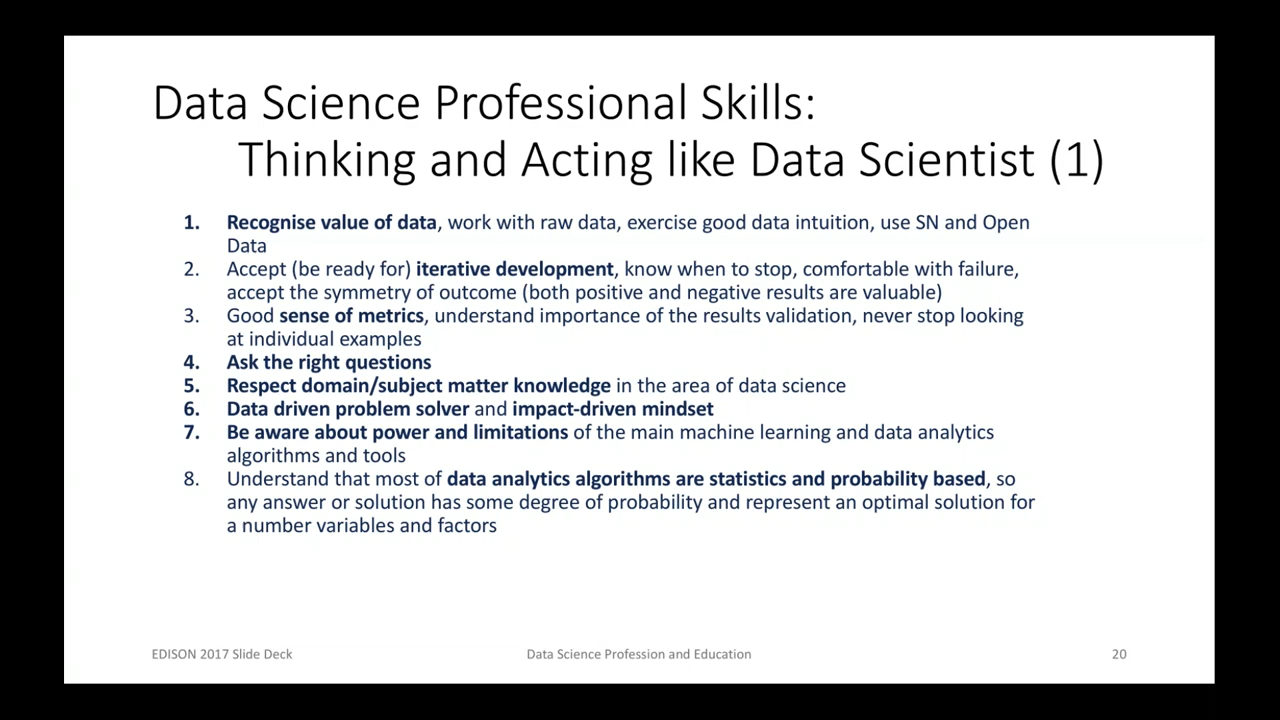 Data Science Professional Skills:
Thinking and Acting like Data Scientist (1)
1. Recognise value of data, work with raw data, exercise good data intuition, use SN and Open
Data
2. Accept (be ready for) iterative development, know when to stop, comfortable with failure,
accept the symmetry of outcome (both positive and negative results are valuable)
3. Good sense of metrics, understand importance of the results validation, never stop looking
at individual examples
4. Ask the right questions
5. Respect domain/subject matter knowledge in the area of data science
6. Data driven problem solver and impact-driven mindset
7. Be aware about power and limitations of the main machine learning and data analytics
algorithms and tools
8. Understand that most of data analytics algorithms are statistics and probability based, so
any answer or solution has some degree of probability and represent an optimal solution for
a number variables and factors
EDISON 2017 Slide Deck
Data Science Profession and Education
20